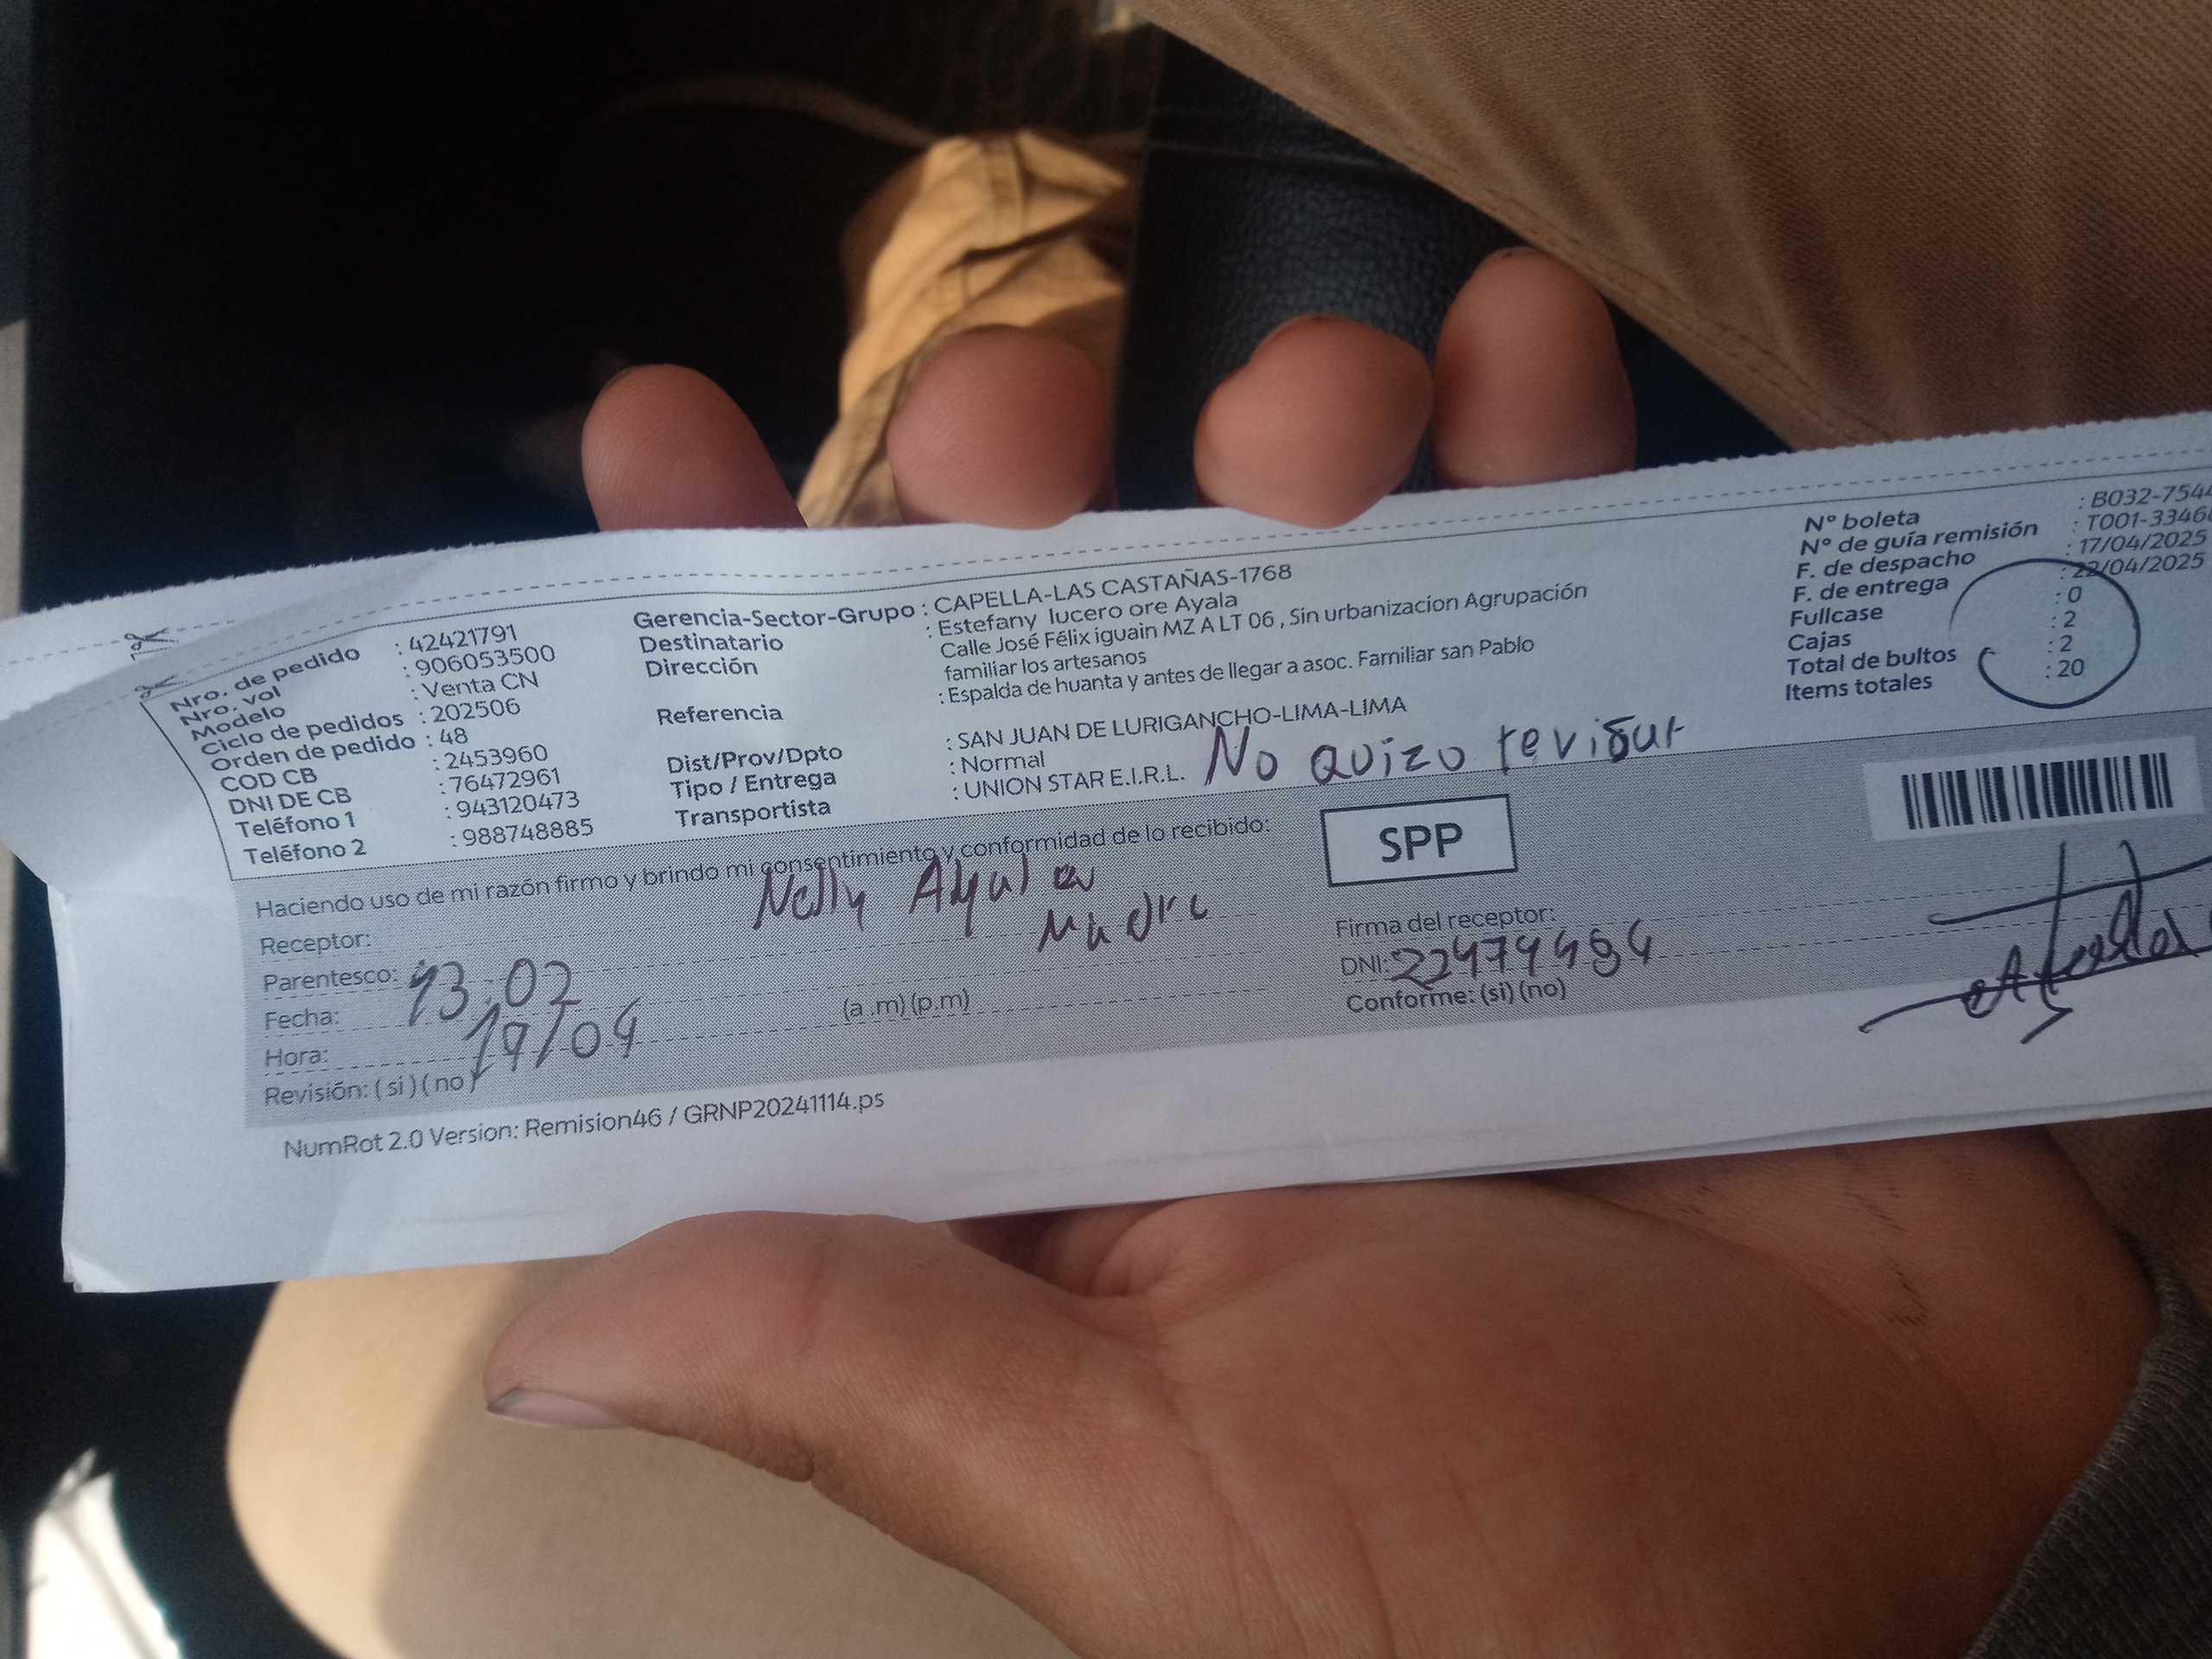 Nro. de pedido : 42421791
Nro. vol : 906053500
Modelo : Venta CN
Ciclo de pedidos : 202506
Orden de pedido : 48
COD CB : 2453960
DNI DE CB : 76472961
Teléfono 1 : 943120473
Teléfono 2 : 988748885
Gerencia-Sector-Grupo : CAPELLA-LAS CASTAÑAS-1768
Destinatario : Estefany lucero ore Ayala
Dirección Calle José Félix iguain MZ A LT 06 , Sin urbanizacion Agrupación
familiar los artesanos
Referencia : Espalda de huanta y antes de llegar a asoc. Familiar san Pablo
Dist/Prov/Dpto : SAN JUAN DE LURIGANCHO-LIMA-LIMA
Tipo / Entrega : Normal
Transportista : UNION STAR E.I.R.L.
No quizo revisar
Nº boleta : B032-7544
Nº de guía remisión : T001-3346
F. de despacho : 17/04/2025
F. de entrega : 22/04/2025
Fullcase : 0
Cajas : 2
Total de bultos : 2
Items totales : 20
Haciendo uso de mi razón firmo y brindo mi consentimiento y conformidad de lo recibido:
SPP
Receptor: Nelly Ayala
Parentesco: Madre
Fecha: 13:02
Hora: 19/04 (a .m) (p.m)
Revisión: ( si ) ( no )
Firma del receptor:
DNI:
Conforme: (si) (no)
NumRot 2.0 Version: Remision46 / GRNP20241114.ps